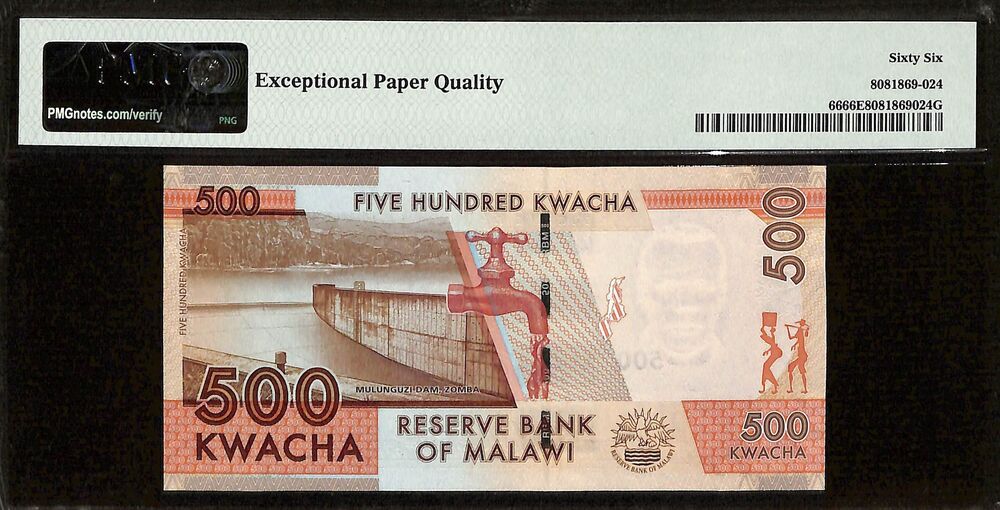 Exceptional Paper Quality
PMGnotes.com/verify
PNG
Sixty Six
8081869-024
6666E8081869024G
500
FIVE HUNDRED KWACHA
500
FIVE HUNDRED KWACHA
RBM
MULUNGUZI DAM, ZOMBA
500
KWACHA
RESERVE BANK
OF MALAWI
RESERVE BANK OF MALAWI
500
KWACHA